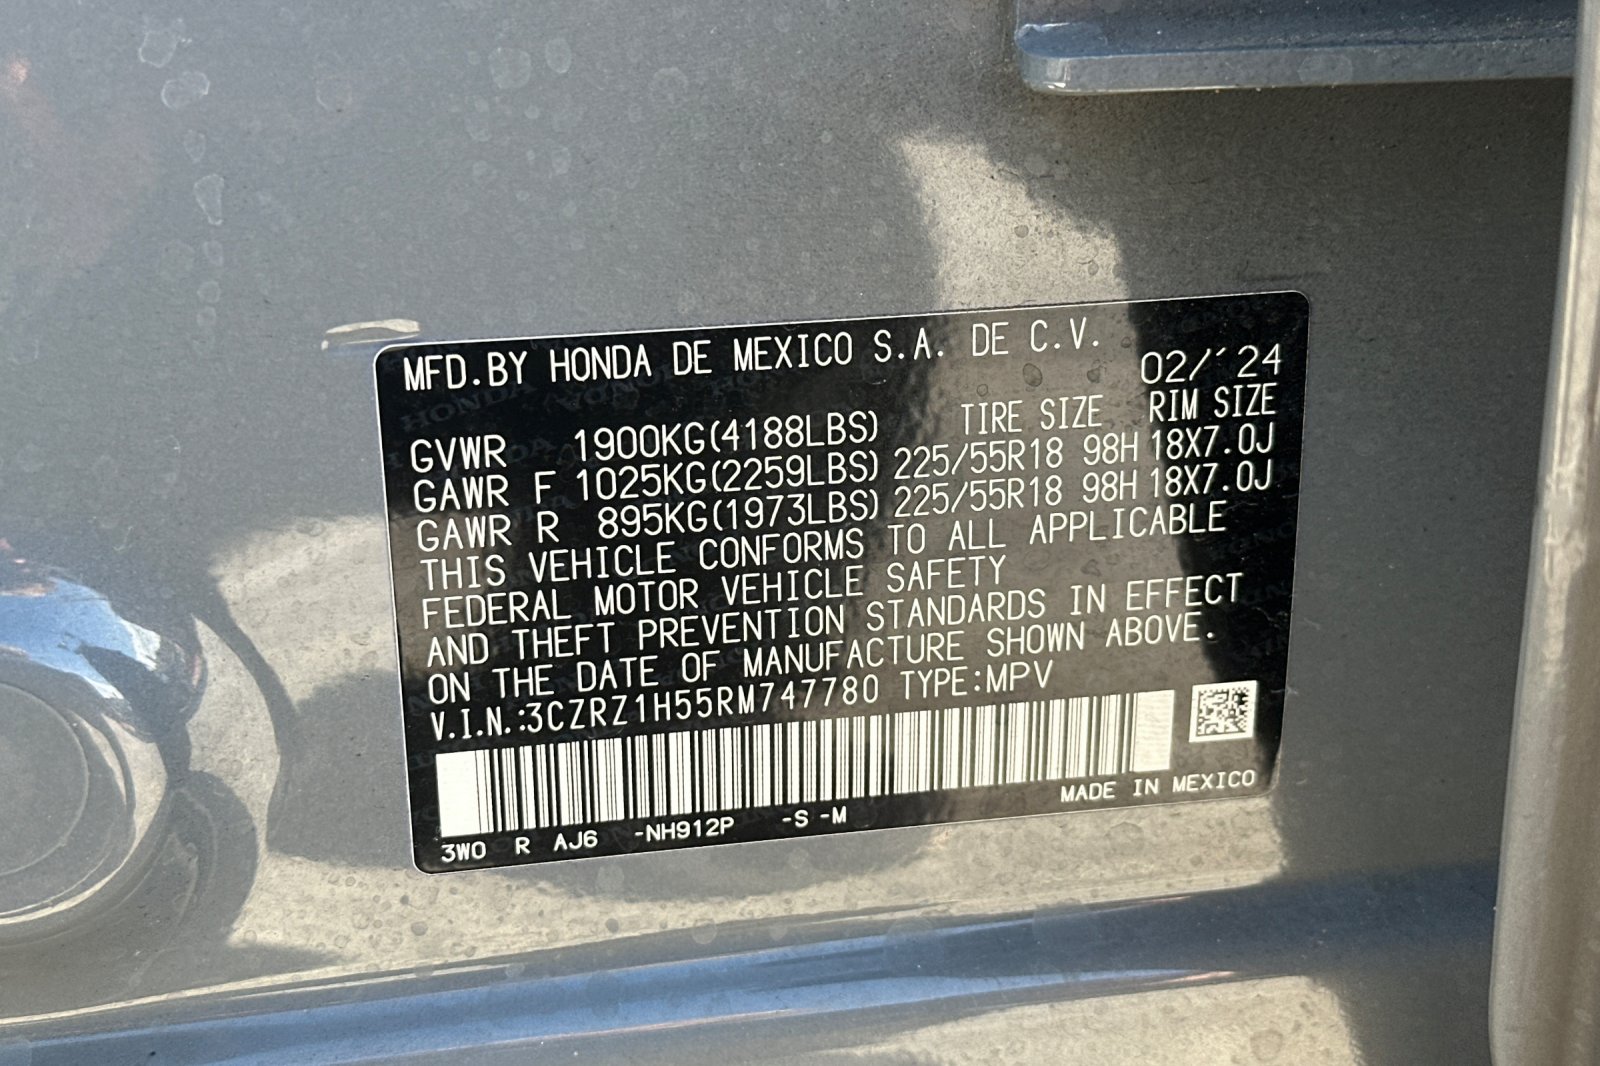 MFD.BY HONDA DE MEXICO S.A. DE C.V.
02/'24
TIRE SIZE RIM SIZE
GVWR 1900KG(4188LBS)
GAWR F 1025KG(2259LBS) 225/55R18 98H 18X7.0J
GAWR R 895KG(1973LBS) 225/55R18 98H 18X7.0J
THIS VEHICLE CONFORMS TO ALL APPLICABLE
FEDERAL MOTOR VEHICLE SAFETY
AND THEFT PREVENTION STANDARDS IN EFFECT
ON THE DATE OF MANUFACTURE SHOWN ABOVE.
V.I.N.:3CZRZ1H55RM747780 TYPE:MPV
MADE IN MEXICO
3W0 R AJ6 -NH912P -S -M